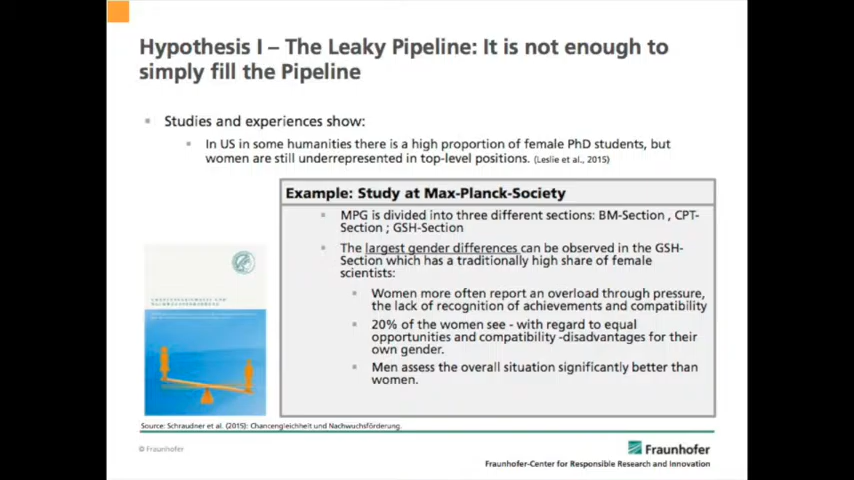 Hypothesis I – The Leaky Pipeline: It is not enough to
simply fill the Pipeline
Studies and experiences show:
In US in some humanities there is a high proportion of female PhD students, but
women are still underrepresented in top-level positions. (Leslie et al., 2015)
Example: Study at Max-Planck-Society
MPG is divided into three different sections: BM-Section , CPT-
Section ; GSH-Section
The largest gender differences can be observed in the GSH-
Section which has a traditionally high share of female
scientists:
Women more often report an overload through pressure,
the lack of recognition of achievements and compatibility
20% of the women see - with regard to equal
opportunities and compatibility -disadvantages for their
own gender.
Men assess the overall situation significantly better than
women.
Source: Schraudner et al. (2015): Chancengleichheit und Nachwuchsförderung.
© Fraunhofer
Fraunhofer
Fraunhofer-Center for Responsible Research and Innovation